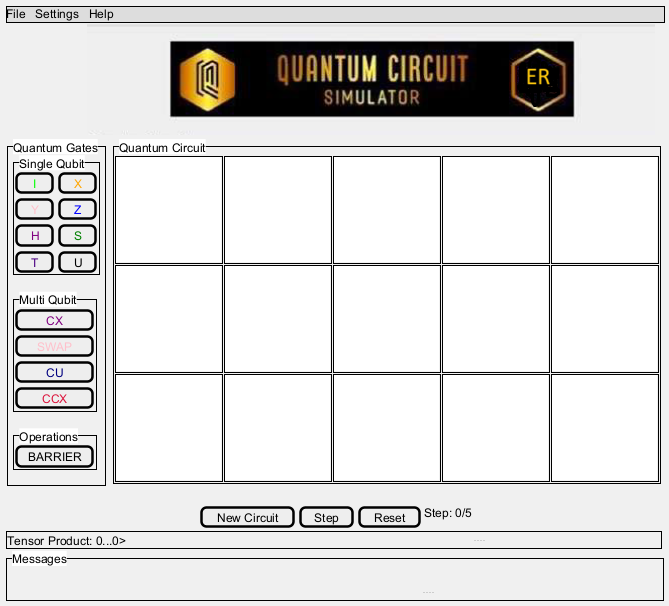 File Settings Help
QUANTUM CIRCUIT
SIMULATOR
ER
Quantum Gates
Single Qubit
I X
Y Z
H S
T U
Multi Qubit
CX
SWAP
CU
CCX
Operations
BARRIER
Quantum Circuit
New Circuit Step Reset Step: 0/5
Tensor Product: 0...0>
....
Messages
....